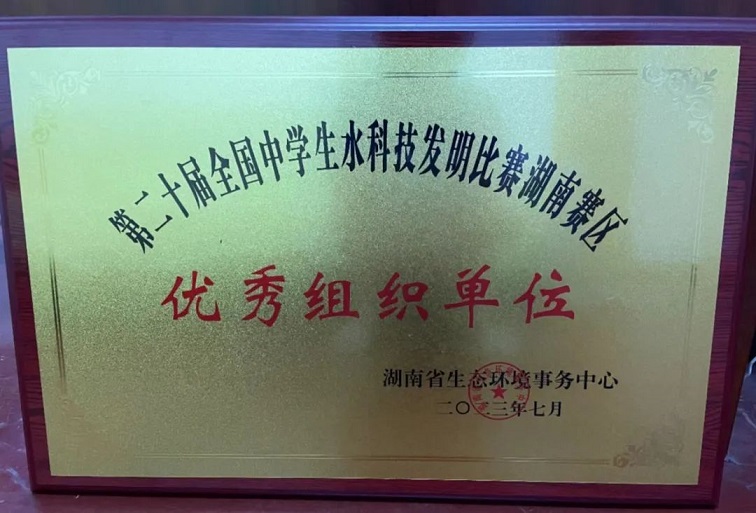 第二十届全国中学生水科技发明比赛湖南赛区
优秀组织单位
湖南省生态环境事务中心
二〇二三年七月